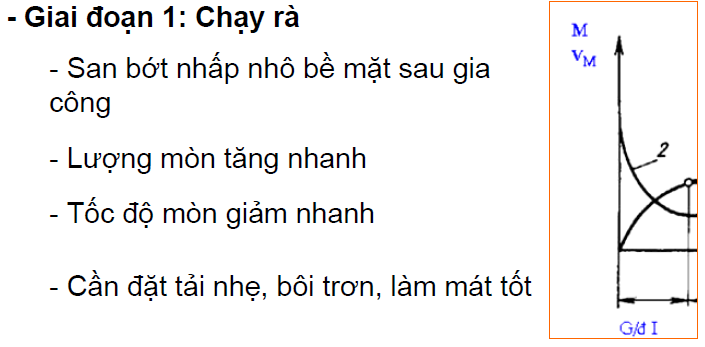 - Giai đoạn 1: Chạy rà
- San bớt nhấp nhô bề mặt sau gia
công
- Lượng mòn tăng nhanh
- Tốc độ mòn giảm nhanh
- Cần đặt tải nhẹ, bôi trơn, làm mát tốt
M
VM
2
G/đ I